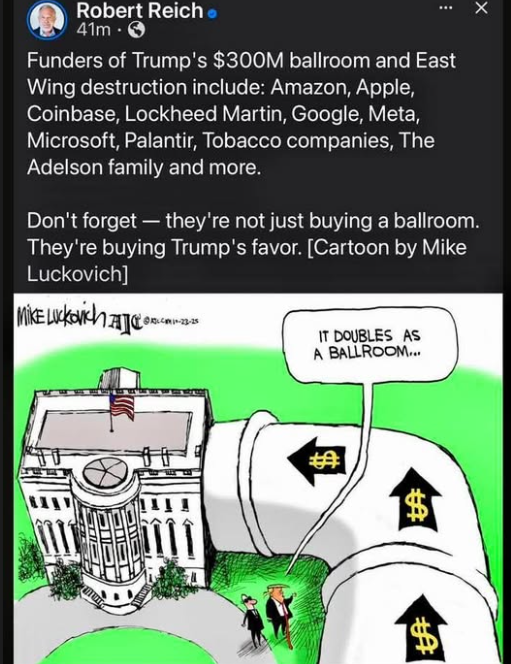 Robert Reich
41m
Funders of Trump's $300M ballroom and East
Wing destruction include: Amazon, Apple,
Coinbase, Lockheed Martin, Google, Meta,
Microsoft, Palantir, Tobacco companies, The
Adelson family and more.
Don't forget — they're not just buying a ballroom.
They're buying Trump's favor. [Cartoon by Mike
Luckovich]
MIKE LUCKOVICH AJC
IT DOUBLES AS
A BALLROOM...
$
$
$